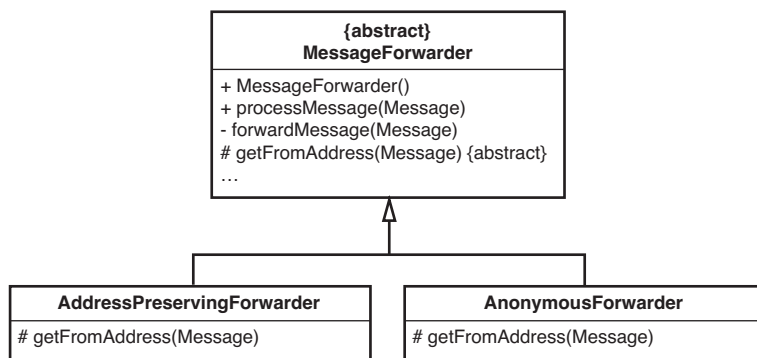 {abstract}
MessageForwarder
+ MessageForwarder()
+ processMessage(Message)
- forwardMessage(Message)
# getFromAddress(Message) {abstract}
…
AddressPreservingForwarder
# getFromAddress(Message)
AnonymousForwarder
# getFromAddress(Message)